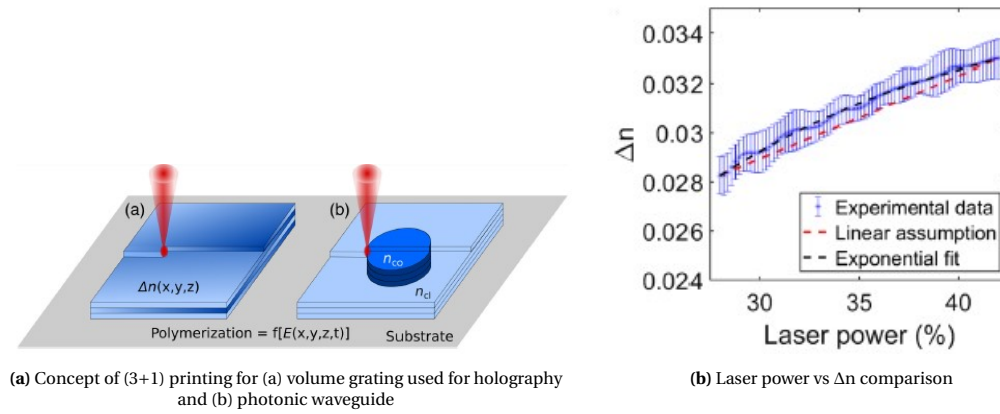 (a)
(b)
Δn(x,y,z)
n_co
n_cl
Polymerization = f[E(x,y,z,t)]
Substrate
(a) Concept of (3+1) printing for (a) volume grating used for holography
and (b) photonic waveguide
0.034
0.032
0.03
0.028
0.026
0.024
Δn
Experimental data
Linear assumption
Exponential fit
30
35
40
Laser power (%)
(b) Laser power vs Δn comparison